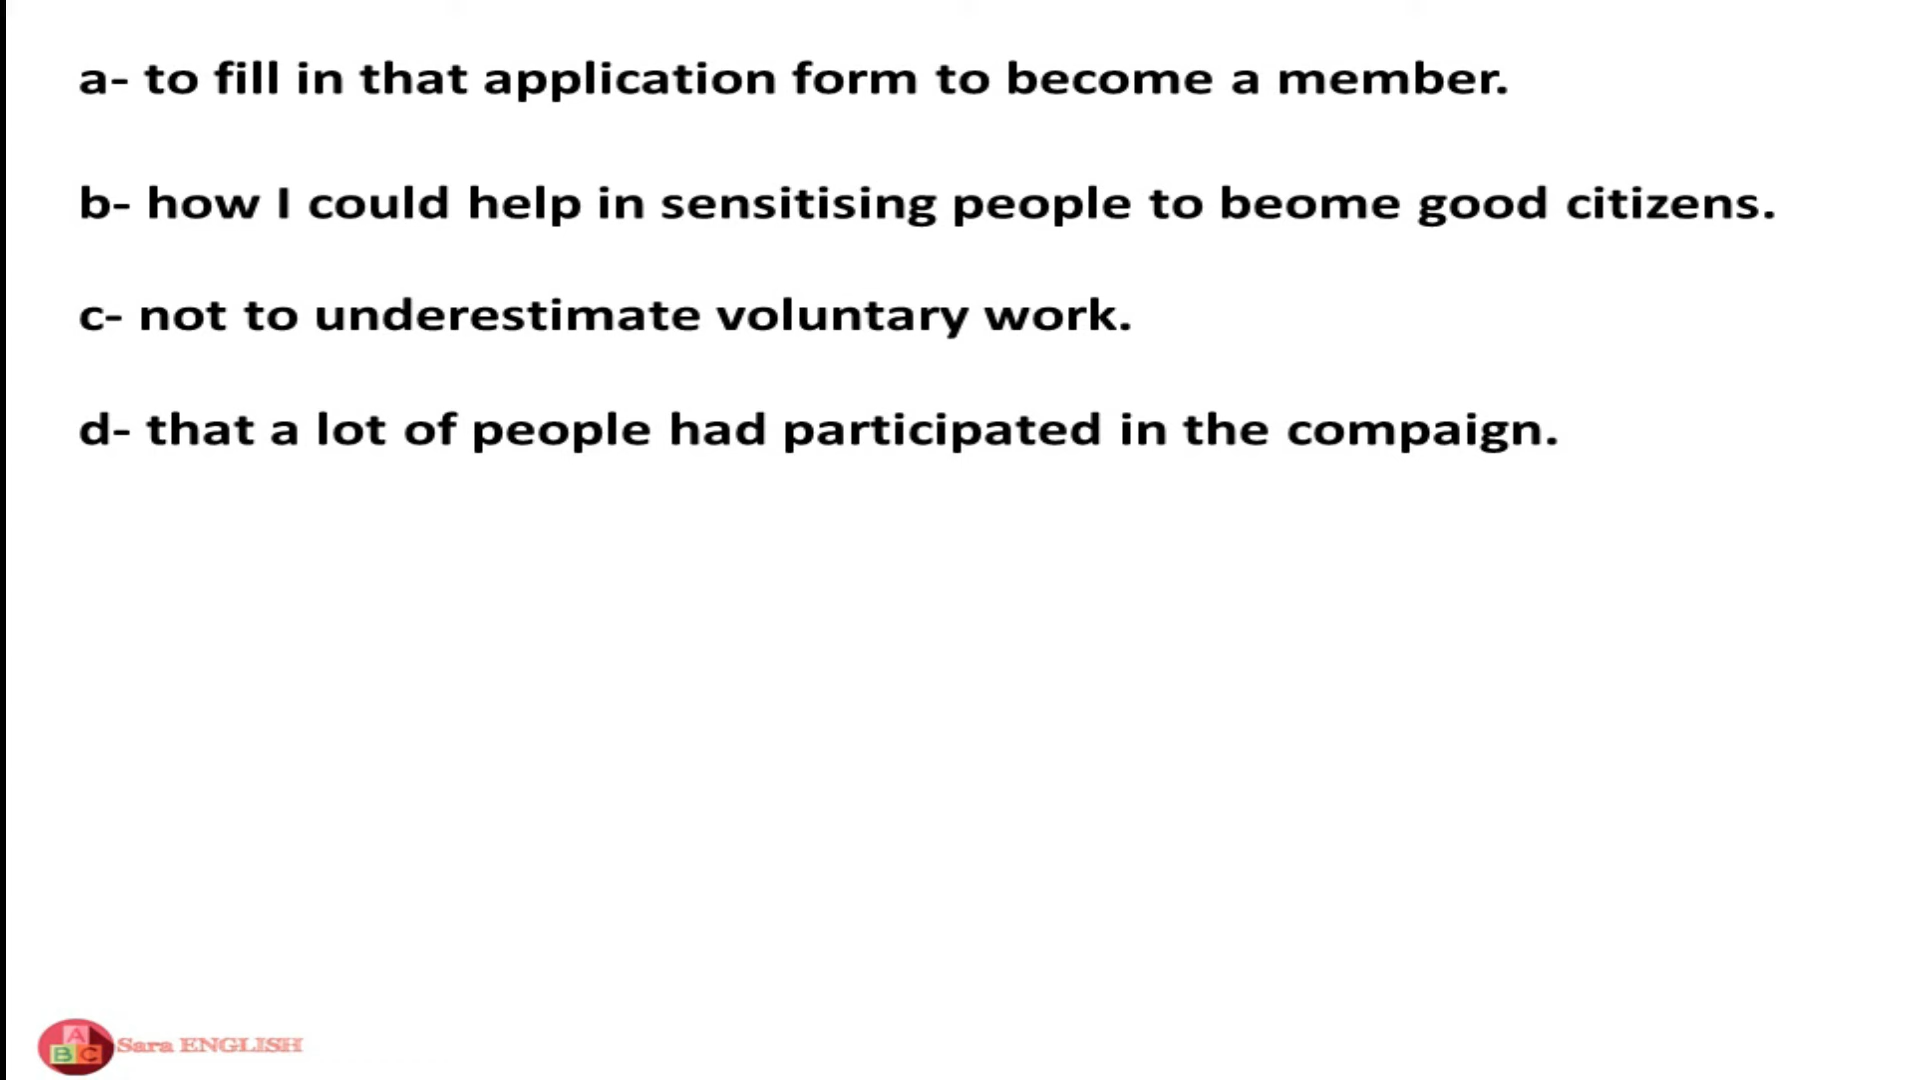 a- to fill in that application form to become a member.
b- how I could help in sensitising people to beome good citizens.
c- not to underestimate voluntary work.
d- that a lot of people had participated in the compaign.
A
B C
Sara ENGLISH